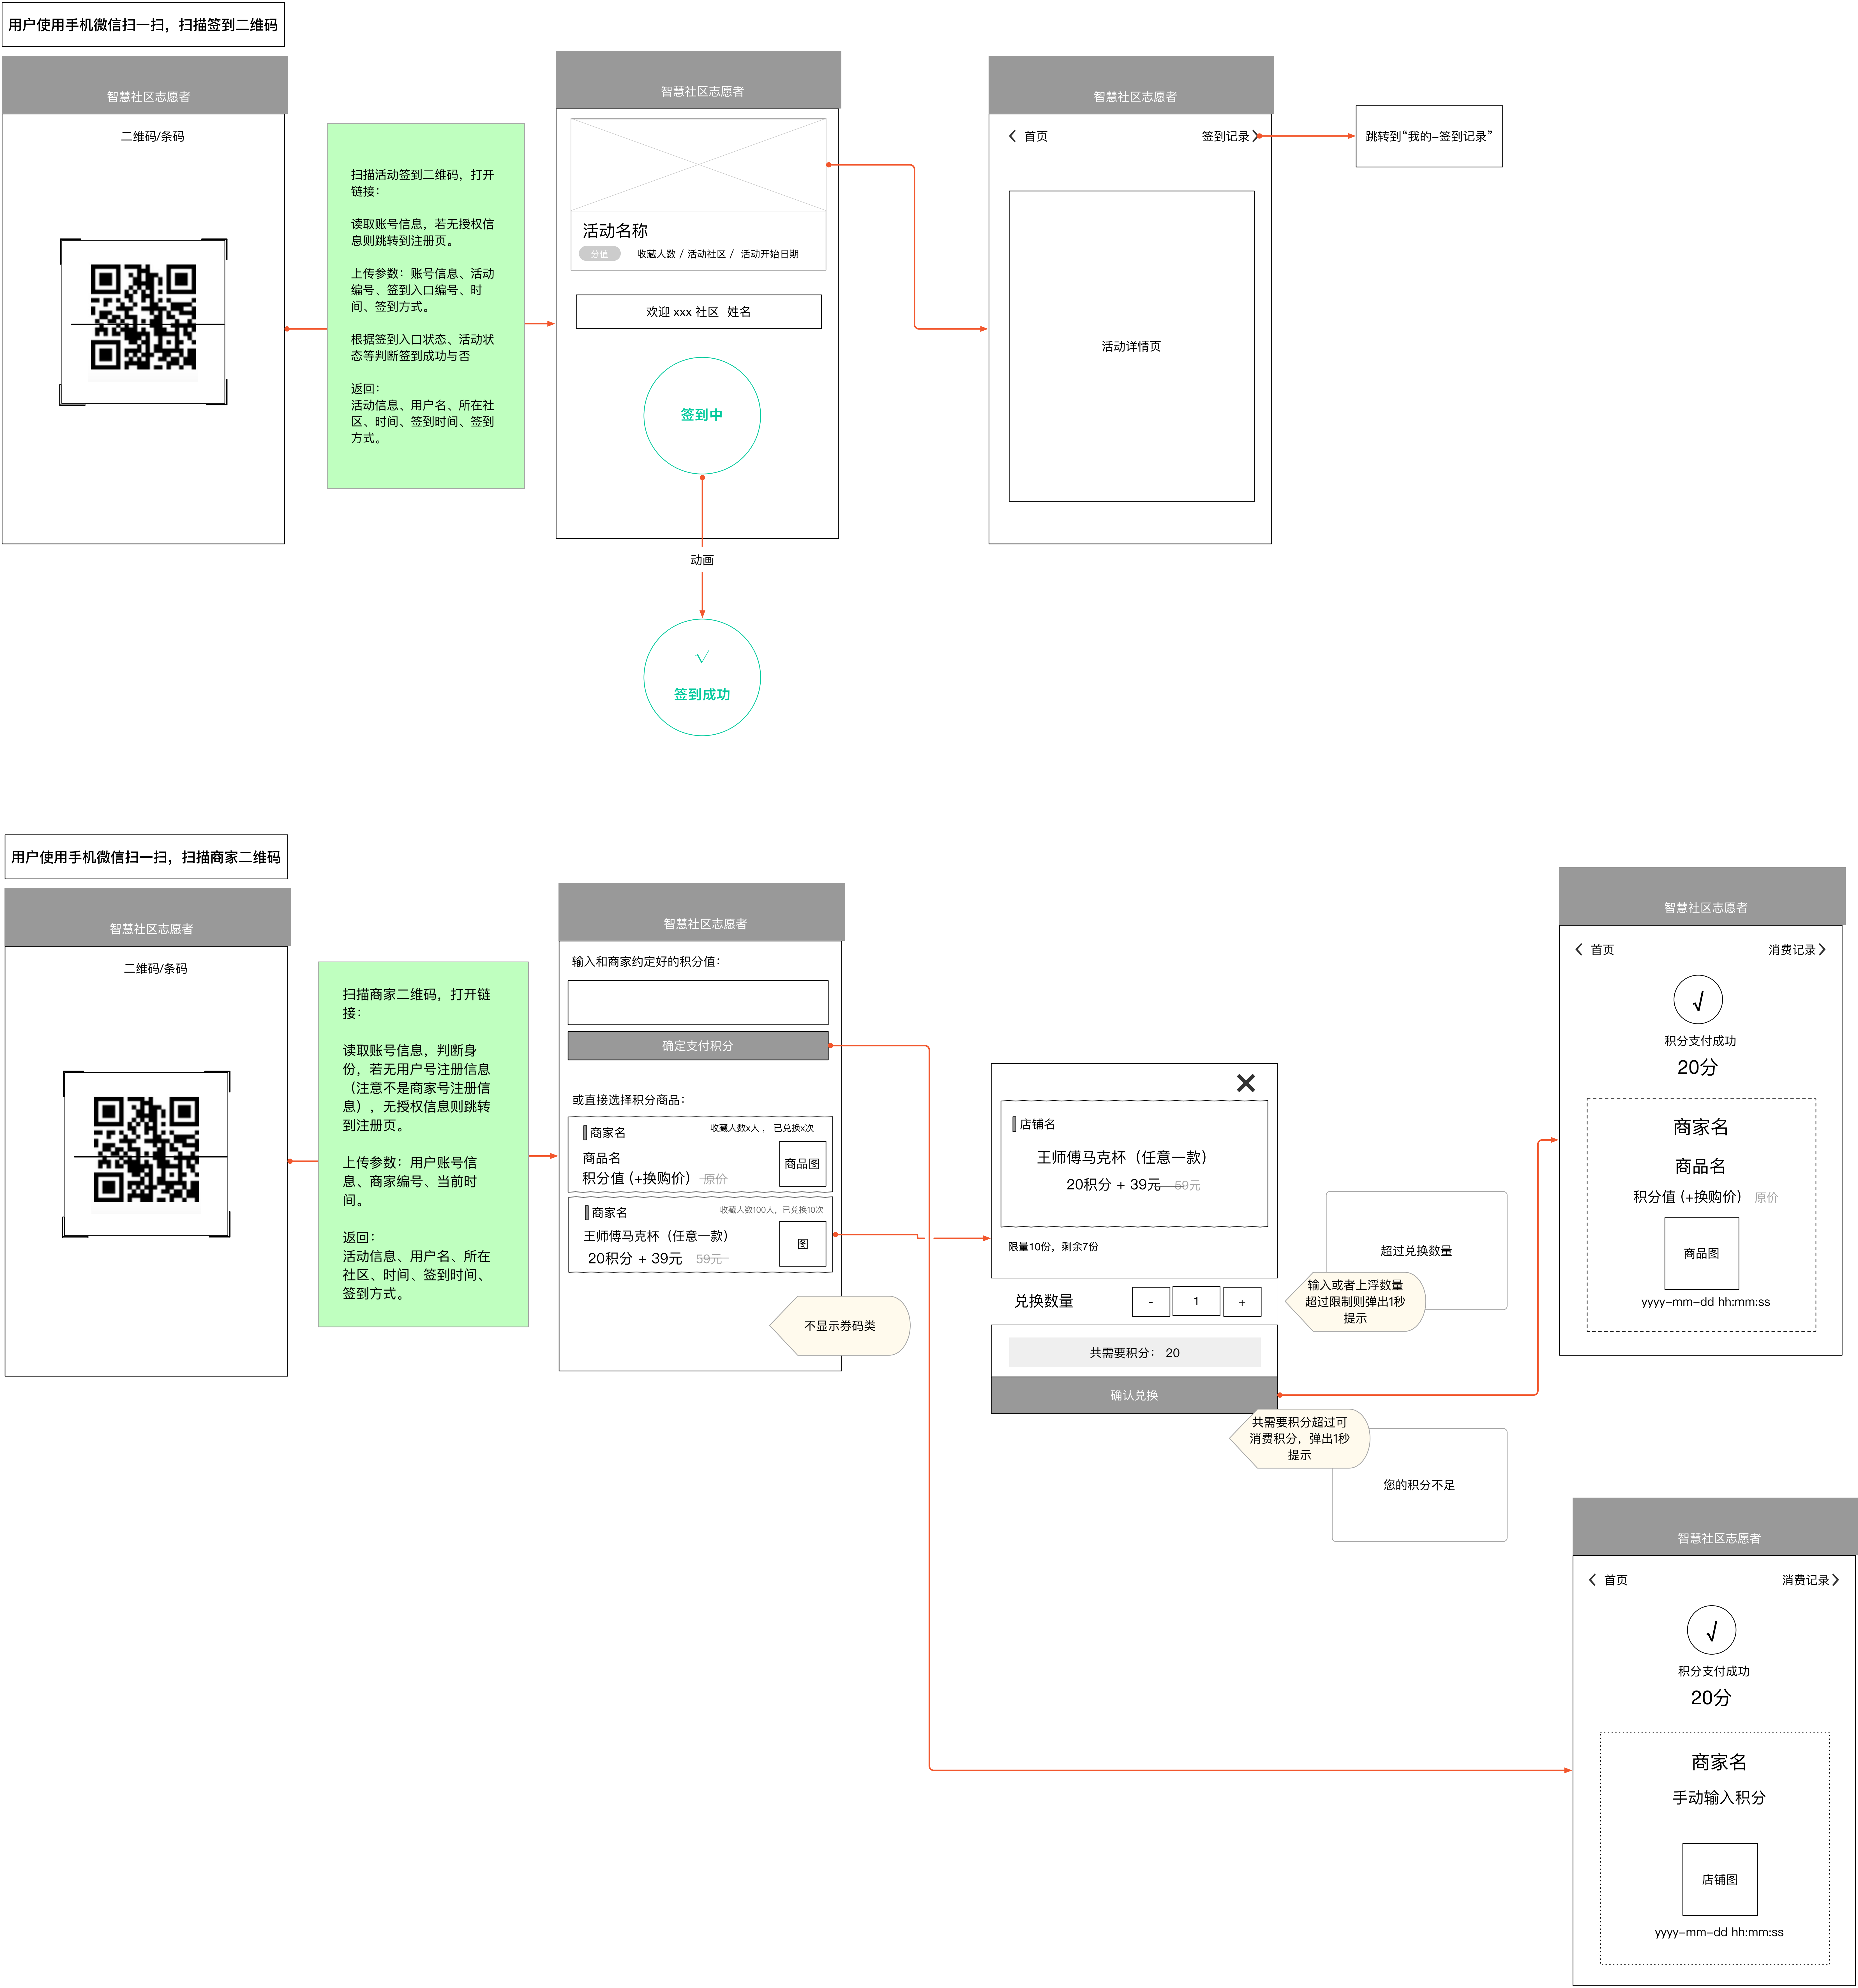 用户使用手机微信扫一扫，扫描签到二维码
智慧社区志愿者
二维码/条码
扫描活动签到二维码，打开
链接：
读取账号信息，若无授权信
息则跳转到注册页。
上传参数：账号信息、活动
编号、签到入口编号、时
间、签到方式。
根据签到入口状态、活动状
态等判断签到成功与否
返回：
活动信息、用户名、所在社
区、时间、签到时间、签到
方式。
智慧社区志愿者
活动名称
分值
收藏人数 / 活动社区 / 活动开始日期
欢迎 xxx 社区 姓名
签到中
动画
√
签到成功
智慧社区志愿者
首页
签到记录
活动详情页
跳转到“我的-签到记录”
用户使用手机微信扫一扫，扫描商家二维码
智慧社区志愿者
二维码/条码
扫描商家二维码，打开链
接：
读取账号信息，判断身
份，若无用户号注册信息
（注意不是商家号注册信
息），无授权信息则跳转
到注册页。
上传参数：用户账号信
息、商家编号、当前时
间。
返回：
活动信息、用户名、所在
社区、时间、签到时间、
签到方式。
智慧社区志愿者
输入和商家约定好的积分值：
确定支付积分
或直接选择积分商品：
商家名
收藏人数x人， 已兑换x次
商品名
积分值 (+换购价) 原价
商品图
商家名
收藏人数100人，已兑换10次
王师傅马克杯（任意一款）
20积分 + 39元 59元
图
不显示券码类
店铺名
王师傅马克杯（任意一款）
20积分 + 39元 59元
限量10份，剩余7份
兑换数量
-
1
+
共需要积分： 20
确认兑换
超过兑换数量
输入或者上浮数量
超过限制则弹出1秒
提示
共需要积分超过可
消费积分，弹出1秒
提示
您的积分不足
智慧社区志愿者
首页
消费记录
√
积分支付成功
20分
商家名
商品名
积分值 (+换购价) 原价
商品图
yyyy-mm-dd hh:mm:ss
智慧社区志愿者
首页
消费记录
√
积分支付成功
20分
商家名
手动输入积分
店铺图
yyyy-mm-dd hh:mm:ss